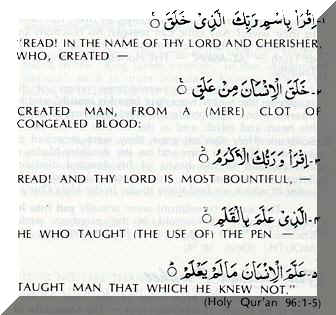 ١- اِقْرَاْ بِاسْمِ رَبِّكَ الَّذِيْ خَلَقَ ۚ
"READ! IN THE NAME OF THY LORD AND CHERISHER,
WHO, CREATED —
٢- خَلَقَ الْاِنْسَانَ مِنْ عَلَقٍ ۚ
CREATED MAN, FROM A (MERE) CLOT OF
CONGEALED BLOOD:
٣- اِقْرَاْ وَ رَبُّكَ الْاَكْرَمُ ۙ
READ! AND THY LORD IS MOST BOUNTIFUL, —
٤- الَّذِيْ عَلَّمَ بِالْقَلَمِ ۙ
HE WHO TAUGHT (THE USE OF) THE PEN —
٥- عَلَّمَ الْاِنْسَانَ مَا لَمْ يَعْلَمْ ۗ
TAUGHT MAN THAT WHICH HE KNEW NOT."
(Holy Qur'an 96:1-5)